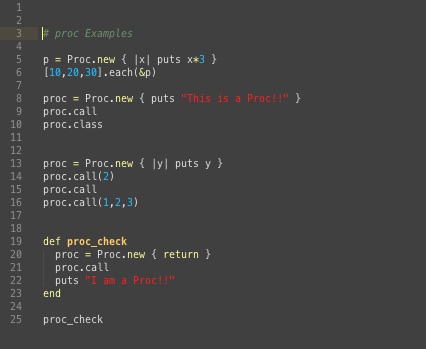 1
2
3 # proc Examples
4
5 p = Proc.new { |x| puts x*3 }
6 [10,20,30].each(&p)
7
8 proc = Proc.new { puts "This is a Proc!!" }
9 proc.call
10 proc.class
11
12
13 proc = Proc.new { |y| puts y }
14 proc.call(2)
15 proc.call
16 proc.call(1,2,3)
17
18
19 def proc_check
20   proc = Proc.new { return }
21   proc.call
22   puts "I am a Proc!!"
23 end
24
25 proc_check